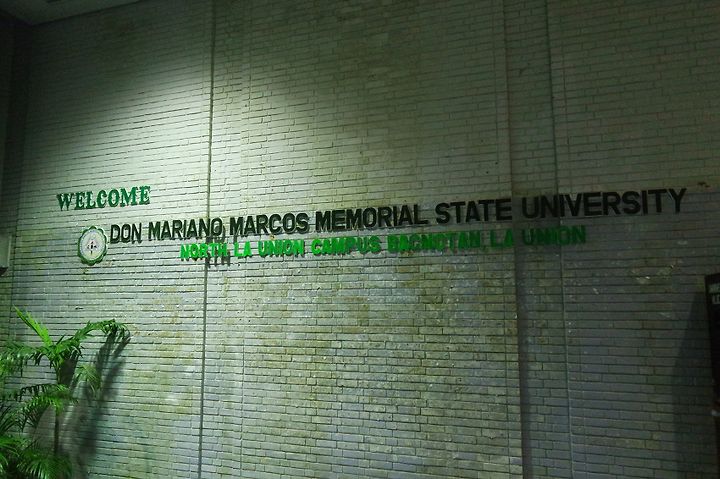 WELCOME
DON MARIANO MARCOS MEMORIAL STATE UNIVERSITY
NORTH LA UNION CAMPUS BACNOTAN, LA UNION